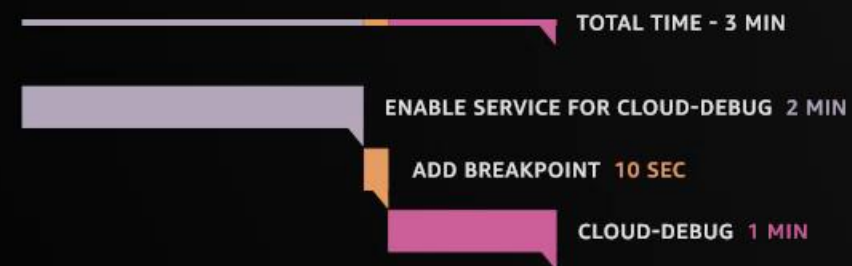 TOTAL TIME - 3 MIN
ENABLE SERVICE FOR CLOUD-DEBUG 2 MIN
ADD BREAKPOINT 10 SEC
CLOUD-DEBUG 1 MIN